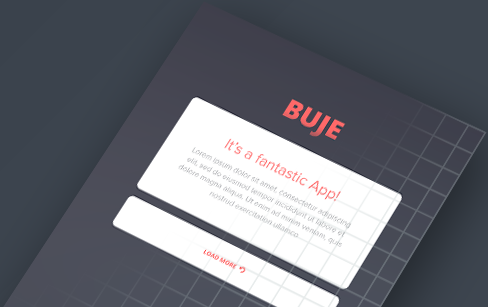 BUJE
It's a fantastic App!
Lorem ipsum dolor sit amet, consectetur adipiscing
elit, sed do eiusmod tempor incididunt ut labore et
dolore magna aliqua. Ut enim ad minim veniam, quis
nostrud exercitation ullamco.
LOAD MORE